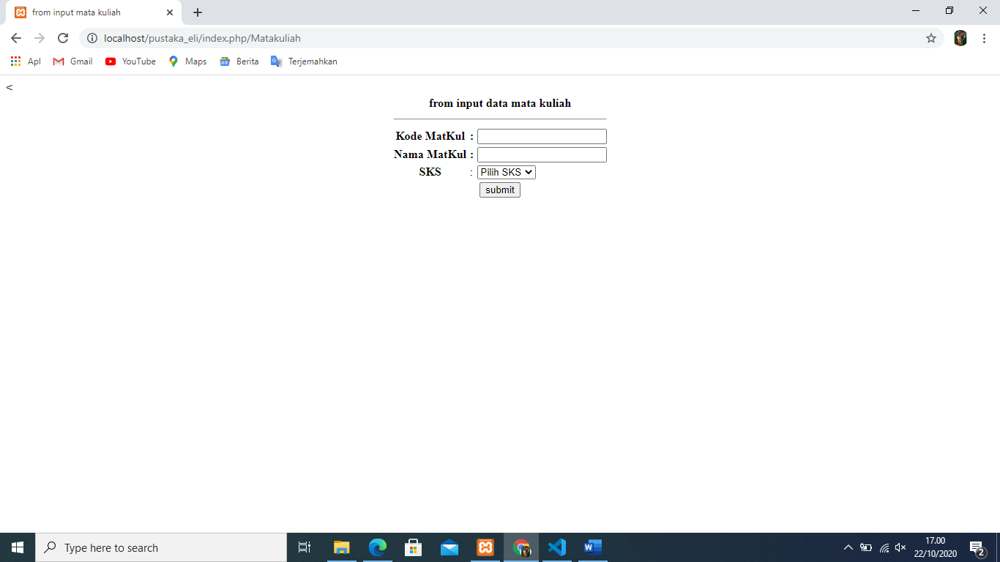 from input mata kuliah
localhost/pustaka_eli/index.php/Matakuliah
Apl Gmail YouTube Maps Berita Terjemahkan
<
from input data mata kuliah
Kode MatKul :
Nama MatKul :
SKS : Pilih SKS
submit
Type here to search
17.00
22/10/2020
2